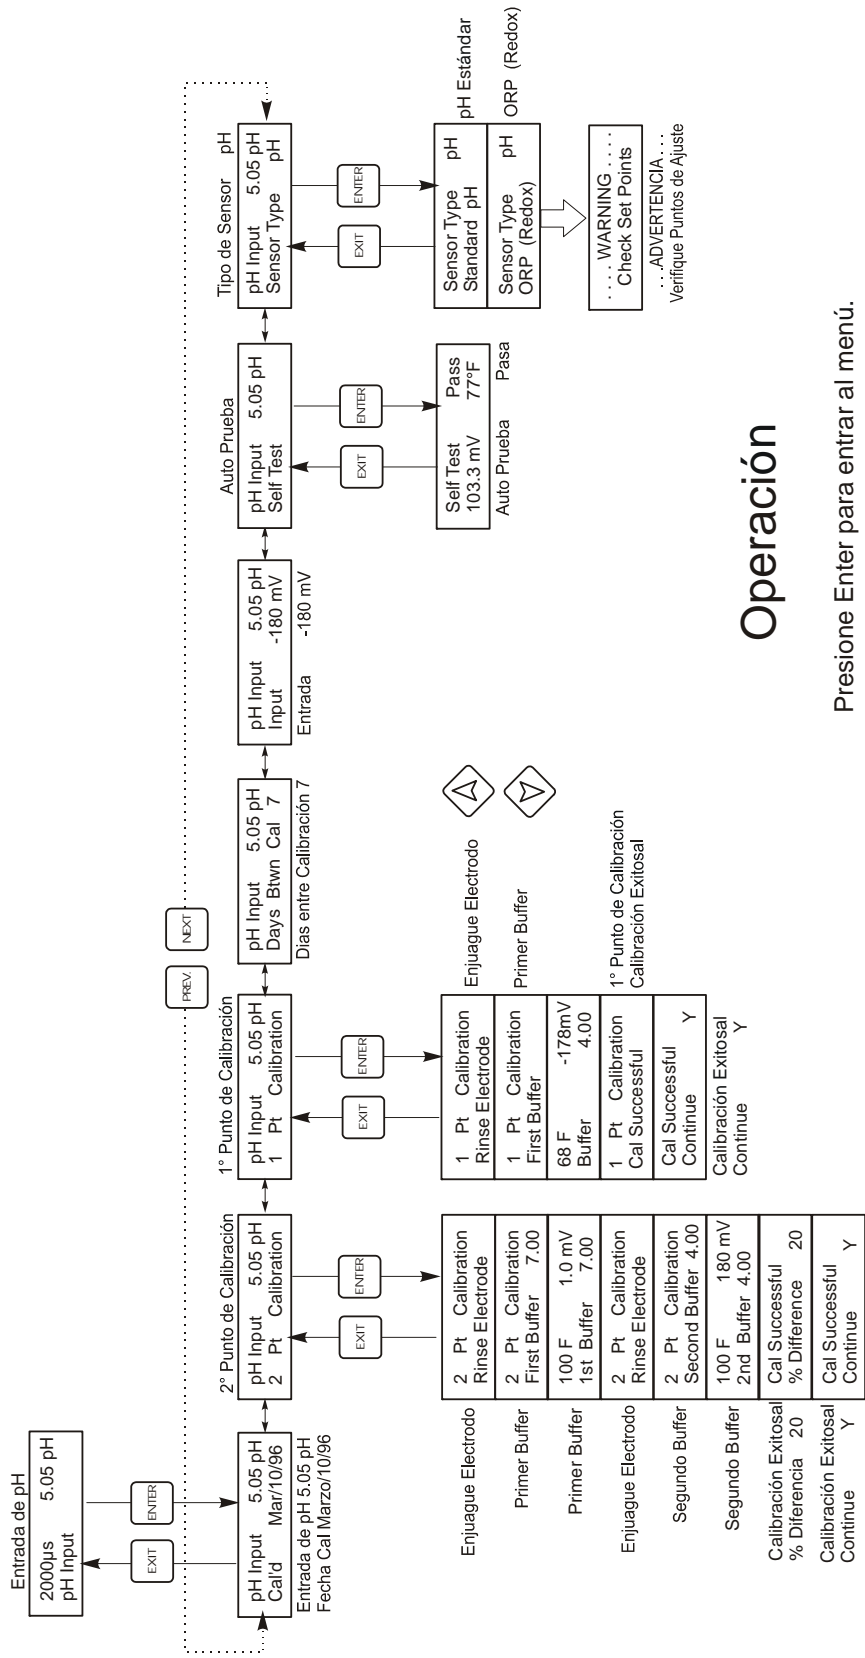 Entrada de pH
2000µs 5.05 pH
pH Input
EXIT
ENTER
PREV.
NEXT
pH Input 5.05 pH
Cal'd Mar/10/96
Entrada de pH 5.05 pH
Fecha Cal Marzo/10/96
2° Punto de Calibración
pH Input 5.05 pH
2 Pt Calibration
EXIT
ENTER
1° Punto de Calibración
pH Input 5.05 pH
1 Pt Calibration
EXIT
ENTER
pH Input 5.05 pH
Days Btwn Cal 7
Dias entre Calibración 7
pH Input 5.05 pH
Input -180 mV
Entrada -180 mV
Auto Prueba
pH Input 5.05 pH
Self Test
EXIT
ENTER
Tipo de Sensor pH
pH Input 5.05 pH
Sensor Type pH
EXIT
ENTER
Enjuague Electrodo
2 Pt Calibration
Rinse Electrode
Primer Buffer
2 Pt Calibration
First Buffer 7.00
Primer Buffer
100 F 1.0 mV
1st Buffer 7.00
Enjuague Electrodo
2 Pt Calibration
Rinse Electrode
Segundo Buffer
2 Pt Calibration
Second Buffer 4.00
Segundo Buffer
100 F 180 mV
2nd Buffer 4.00
Calibración Exitosal
% Diferencia 20
Cal Successful
% Difference 20
Calibración Exitosal
Continue Y
Cal Successful
Continue Y
1 Pt Calibration
Rinse Electrode
Enjuague Electrodo
1 Pt Calibration
First Buffer
Primer Buffer
68 F -178mV
Buffer 4.00
1 Pt Calibration
Cal Successful
1° Punto de Calibración
Calibración Exitosal
Cal Successful
Continue Y
Calibración Exitosal
Continue Y
Self Test Pass
103.3 mV 77°F
Auto Prueba Pasa
Sensor Type pH
Standard pH
pH Estándar
Sensor Type pH
ORP (Redox)
ORP (Redox)
. . . . WARNING . . . .
Check Set Points
. . . ADVERTENCIA . . .
Verifique Puntos de Ajuste
Operación
Presione Enter para entrar al menú.